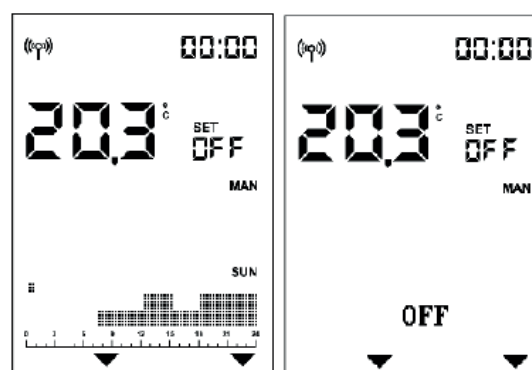 00:00
20.3 °C
SET
OFF
MAN
SUN
0 3 6 9 12 15 18 21 24
00:00
20.3 °C
SET
OFF
MAN
OFF